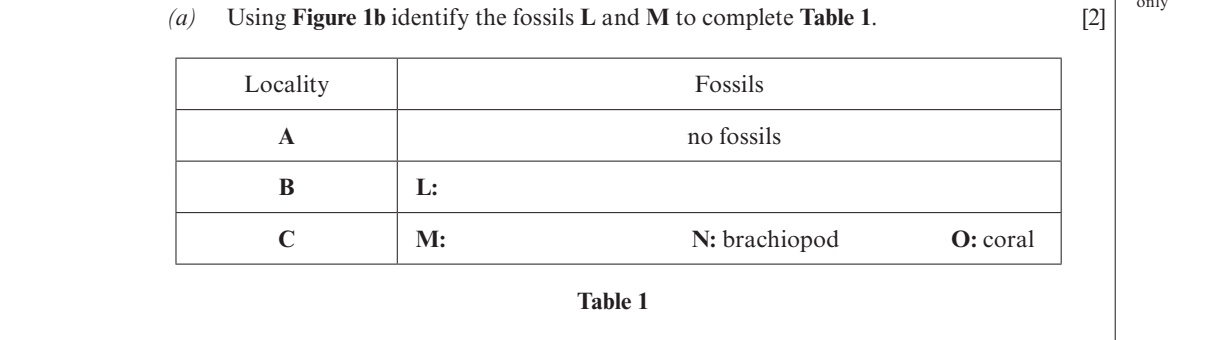 only
(a) Using Figure 1b identify the fossils L and M to complete Table 1. [2]
Locality Fossils
A no fossils
B L:
C M: N: brachiopod O: coral
Table 1